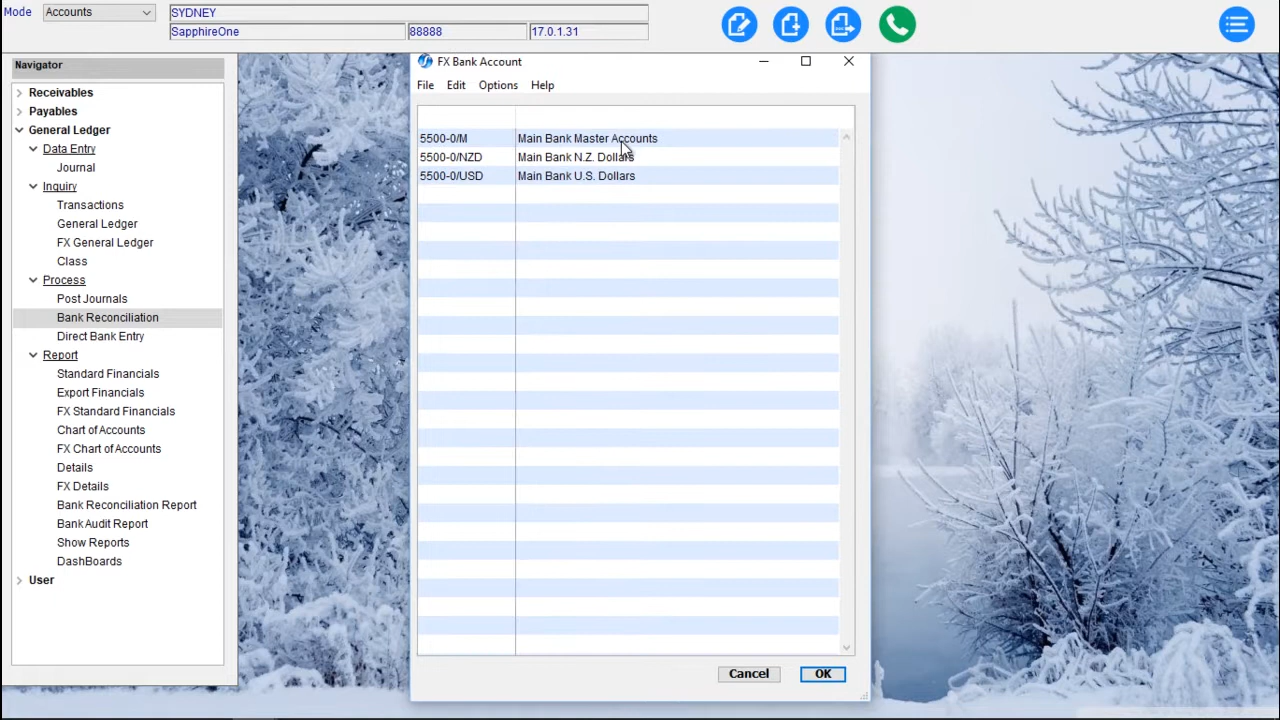 Mode Accounts SYDNEY
SapphireOne 88888 17.0.1.31
Navigator
Receivables
Payables
General Ledger
Data Entry
Journal
Inquiry
Transactions
General Ledger
FX General Ledger
Class
Process
Post Journals
Bank Reconciliation
Direct Bank Entry
Report
Standard Financials
Export Financials
FX Standard Financials
Chart of Accounts
FX Chart of Accounts
Details
FX Details
Bank Reconciliation Report
Bank Audit Report
Show Reports
DashBoards
User
FX Bank Account
File Edit Options Help
5500-0/M Main Bank Master Accounts
5500-0/NZD Main Bank N.Z. Dollars
5500-0/USD Main Bank U.S. Dollars
Cancel OK